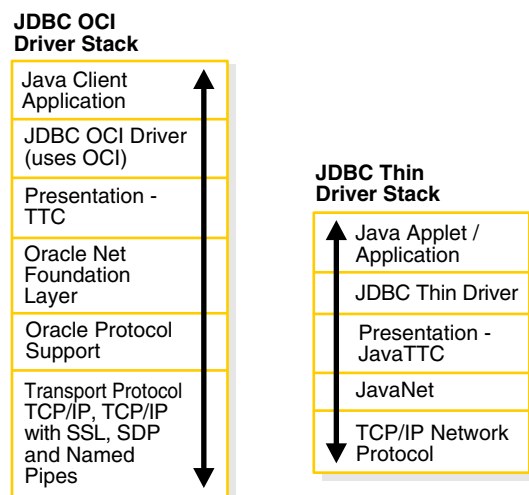 JDBC OCI
Driver Stack
Java Client
Application
JDBC OCI Driver
(uses OCI)
Presentation -
TTC
Oracle Net
Foundation
Layer
Oracle Protocol
Support
Transport Protocol
TCP/IP, TCP/IP
with SSL, SDP
and Named
Pipes
JDBC Thin
Driver Stack
Java Applet /
Application
JDBC Thin Driver
Presentation -
JavaTTC
JavaNet
TCP/IP Network
Protocol